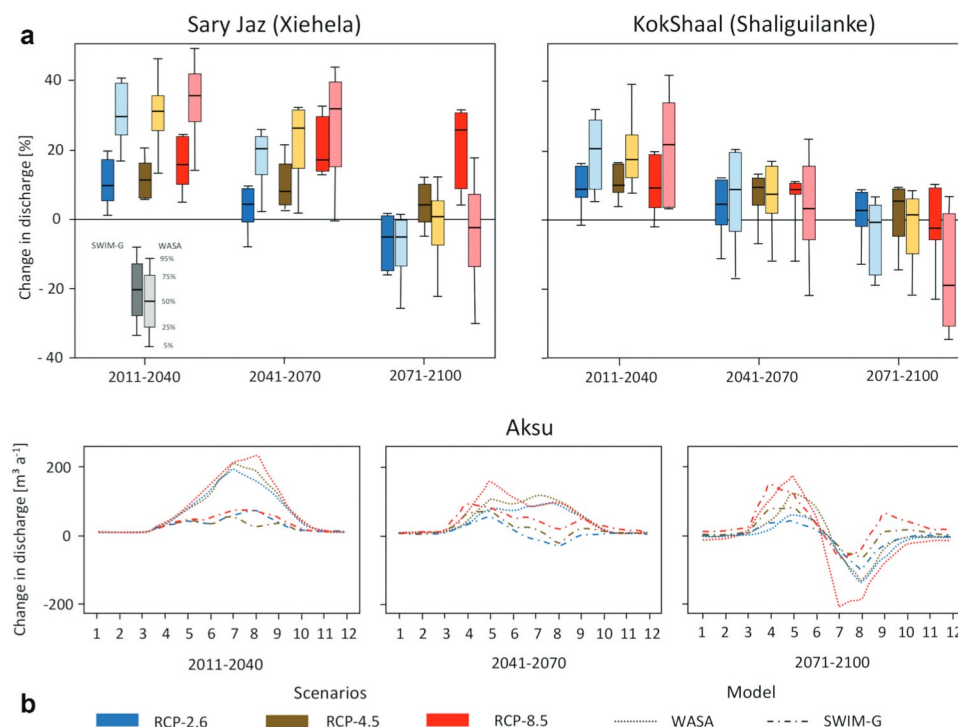 a
Sary Jaz (Xiehela)
KokShaal (Shaliguilanke)
Change in discharge [%]
40
20
0
- 20
- 40
SWIM-G
WASA
95%
75%
50%
25%
5%
2011-2040
2041-2070
2071-2100
2011-2040
2041-2070
2071-2100
Aksu
Change in discharge [m³ a⁻¹]
200
0
-200
1 2 3 4 5 6 7 8 9 10 11 12
1 2 3 4 5 6 7 8 9 10 11 12
1 2 3 4 5 6 7 8 9 10 11 12
2011-2040
2041-2070
2071-2100
b
Scenarios
Model
RCP-2.6
RCP-4.5
RCP-8.5
WASA
SWIM-G